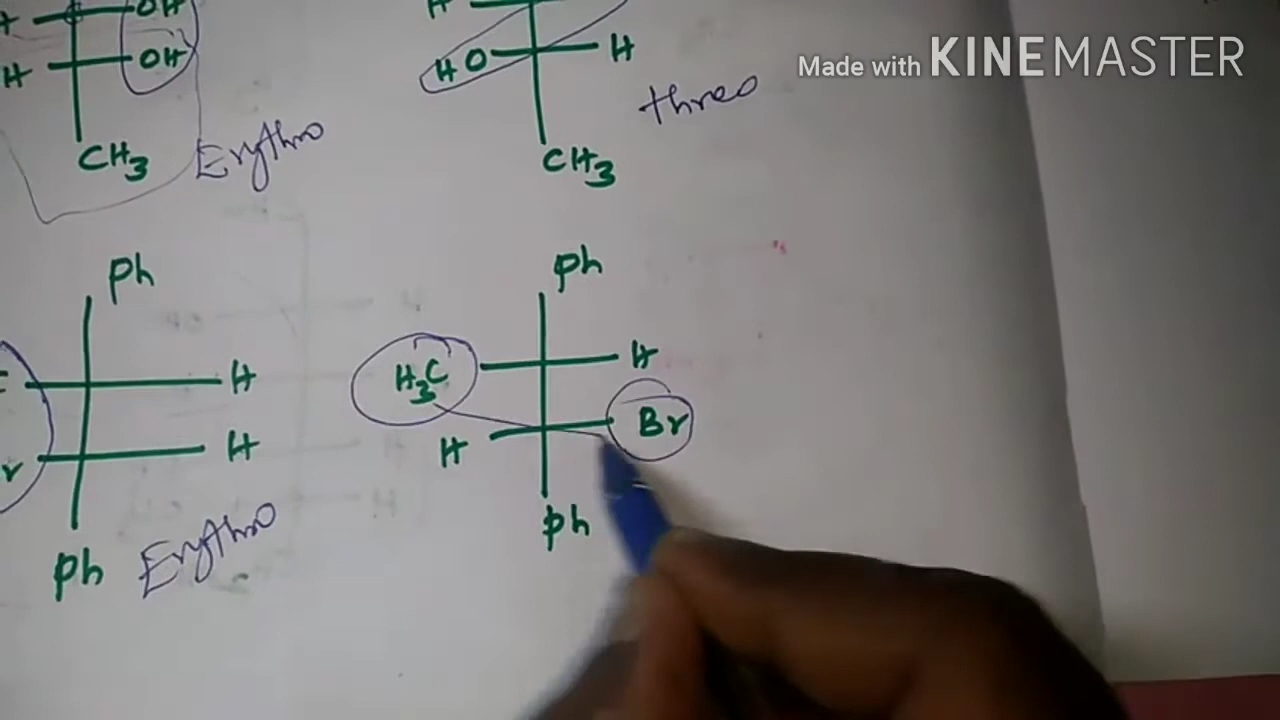 H OH H
Made with KINEMASTER
H OH HO H
threo
CH3 Erythro CH3
Ph Ph
H H3C H
H H Br
Erythro
Ph Ph